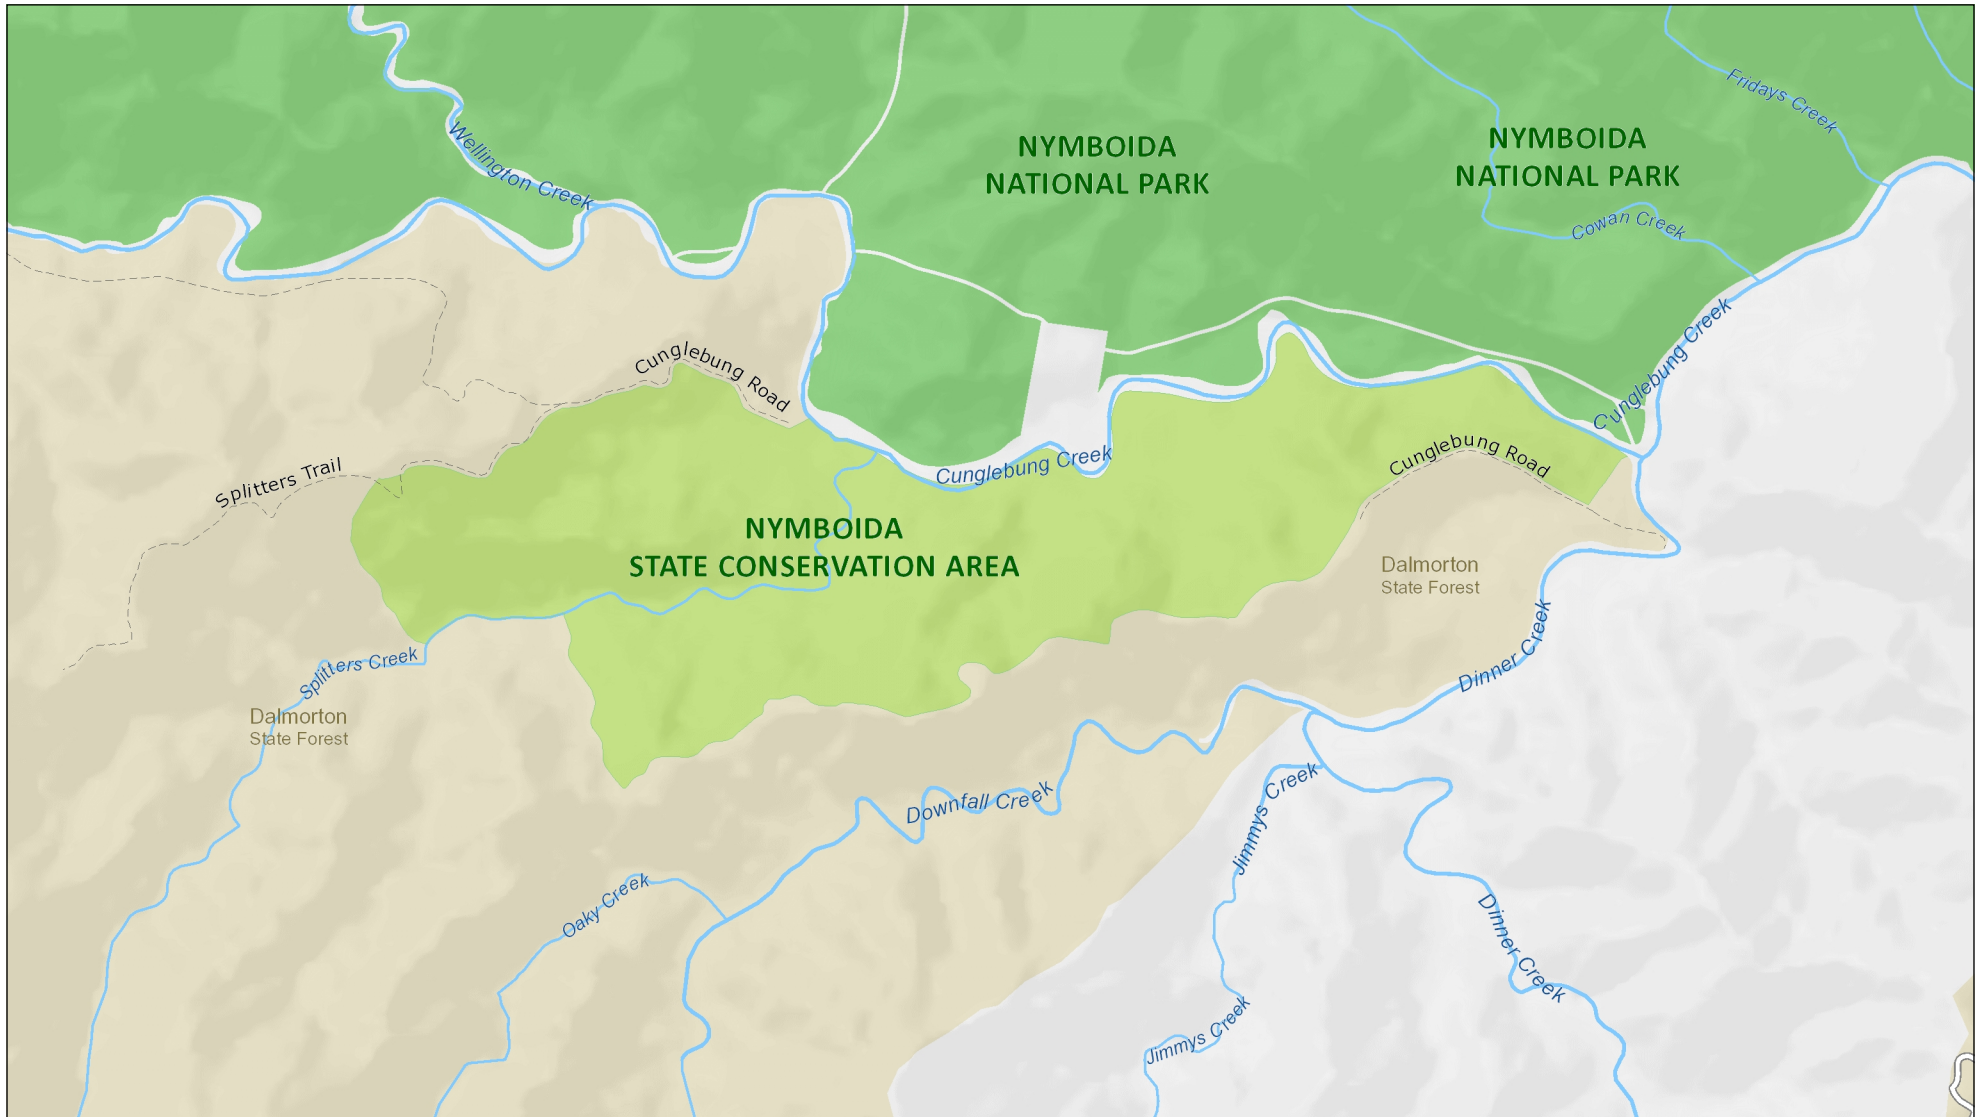 Fridays Creek
NYMBOIDA
NATIONAL PARK
NYMBOIDA
NATIONAL PARK
Wellington Creek
Cowan Creek
Cunglebung Creek
Cunglebung Road
Splitters Trail
Cunglebung Creek
Cunglebung Road
NYMBOIDA
STATE CONSERVATION AREA
Dalmorton
State Forest
Dinner Creek
Splitters Creek
Dalmorton
State Forest
Downfall Creek
Jimmys Creek
Oaky Creek
Dinner Creek
Jimmys Creek